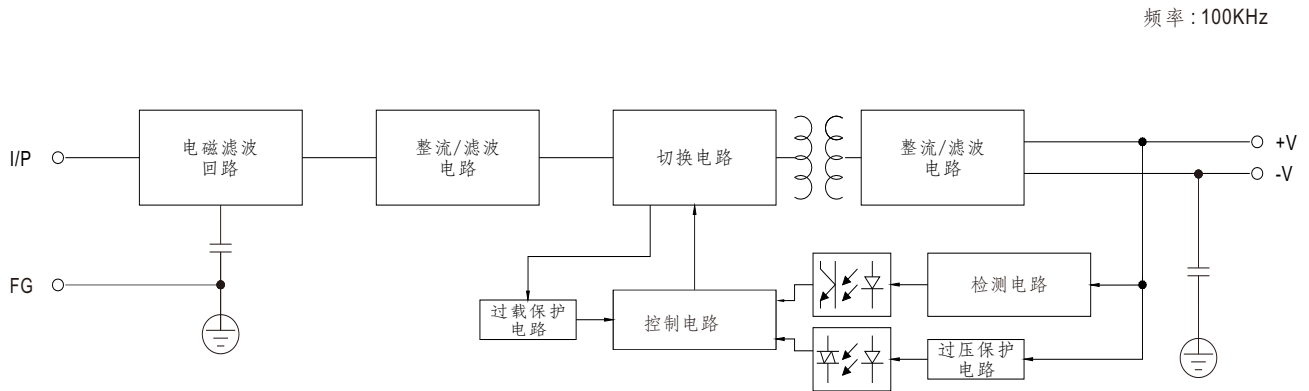 频率 : 100KHz
I/P
电磁滤波
回路
整流/滤波
电路
切换电路
整流/滤波
电路
+V
-V
FG
过载保护
电路
控制电路
检测电路
过压保护
电路